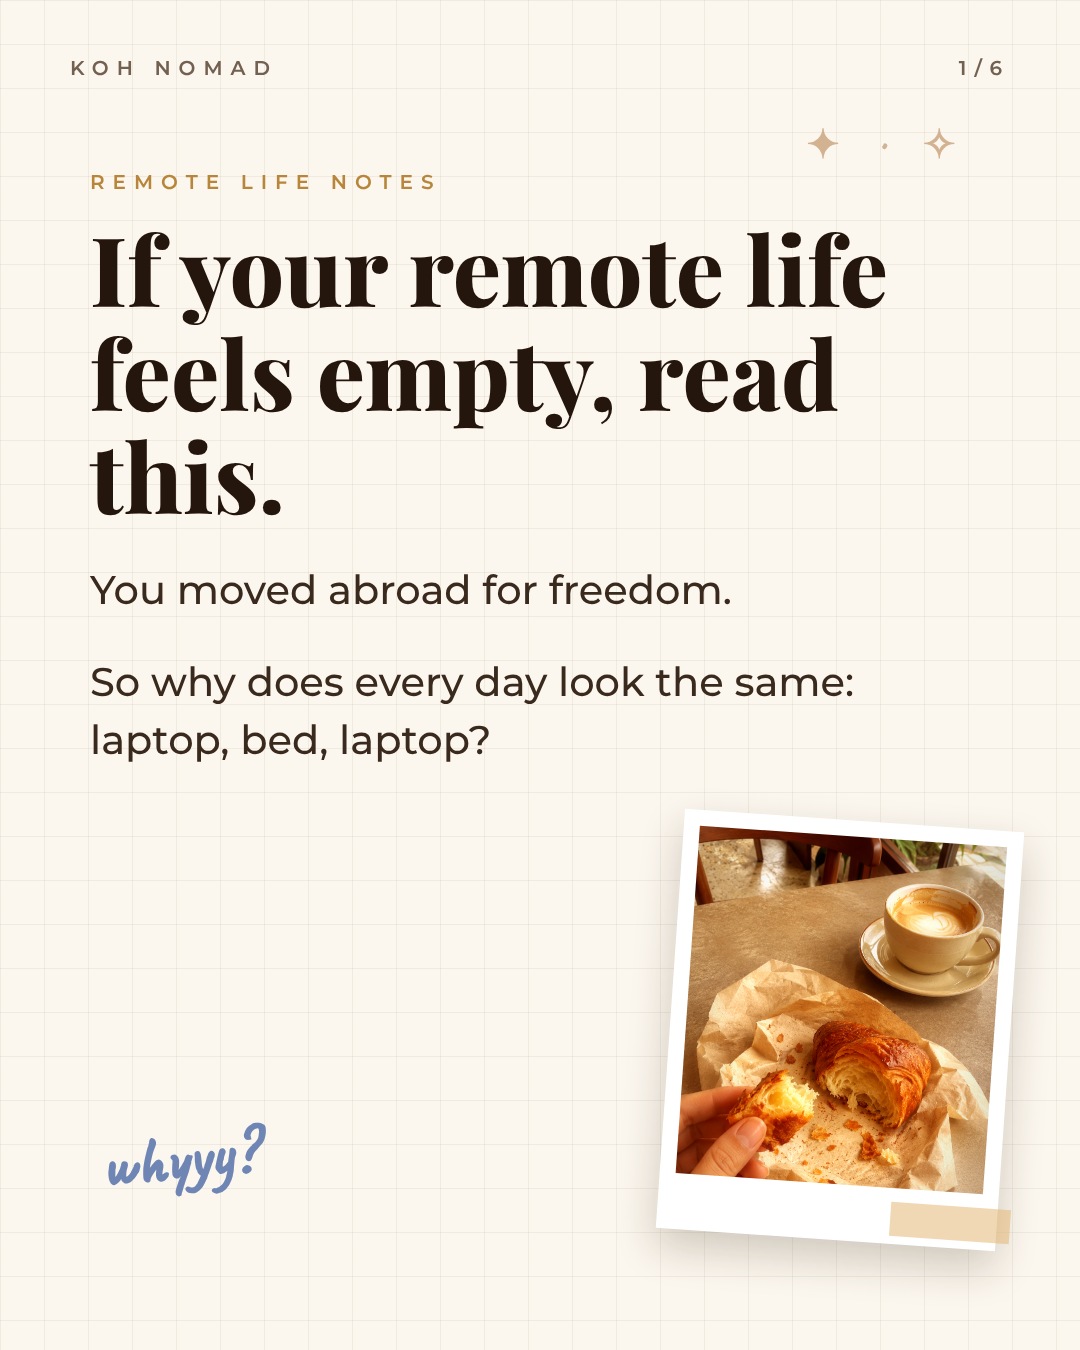 KOH NOMAD
1/6
REMOTE LIFE NOTES
If your remote life
feels empty, read
this.
You moved abroad for freedom.
So why does every day look the same:
laptop, bed, laptop?
whyyy?